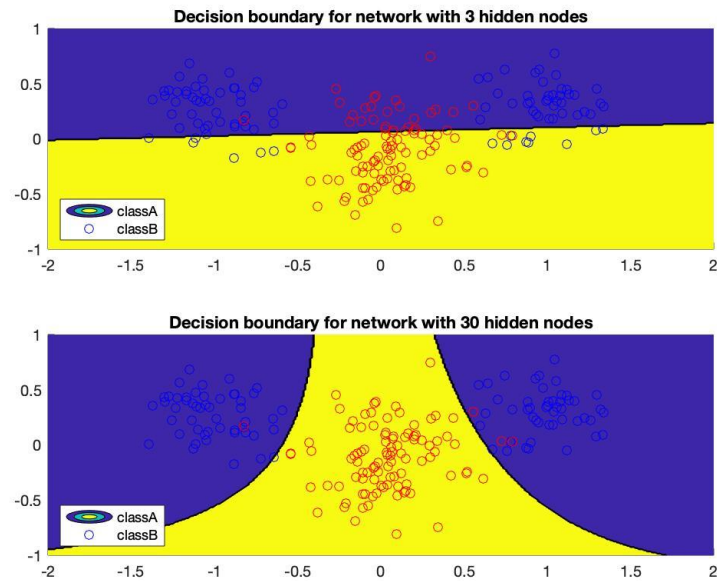 Decision boundary for network with 3 hidden nodes
1
0.5
0
-0.5
-1
classA
classB
-2 -1.5 -1 -0.5 0 0.5 1 1.5 2
Decision boundary for network with 30 hidden nodes
1
0.5
0
-0.5
-1
classA
classB
-2 -1.5 -1 -0.5 0 0.5 1 1.5 2